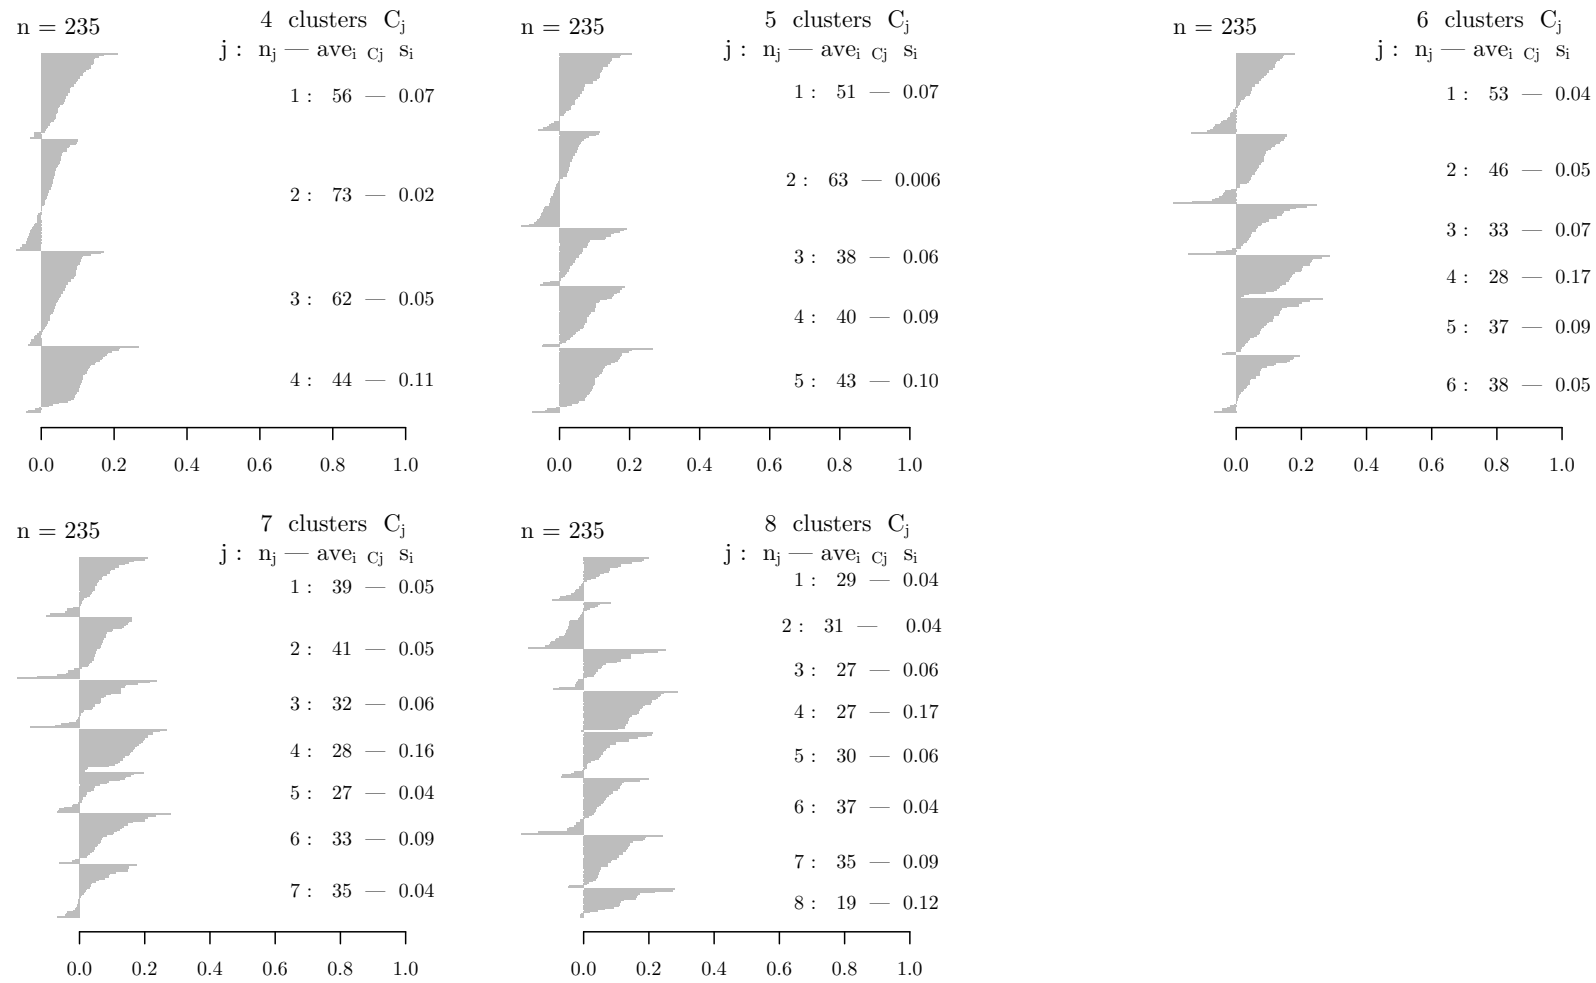 n = 235
4 clusters Cj
j : nj — avei Cj si
1 : 56 — 0.07
2 : 73 — 0.02
3 : 62 — 0.05
4 : 44 — 0.11
0.0 0.2 0.4 0.6 0.8 1.0
n = 235
5 clusters Cj
j : nj — avei Cj si
1 : 51 — 0.07
2 : 63 — 0.006
3 : 38 — 0.06
4 : 40 — 0.09
5 : 43 — 0.10
0.0 0.2 0.4 0.6 0.8 1.0
n = 235
6 clusters Cj
j : nj — avei Cj si
1 : 53 — 0.04
2 : 46 — 0.05
3 : 33 — 0.07
4 : 28 — 0.17
5 : 37 — 0.09
6 : 38 — 0.05
0.0 0.2 0.4 0.6 0.8 1.0
n = 235
7 clusters Cj
j : nj — avei Cj si
1 : 39 — 0.05
2 : 41 — 0.05
3 : 32 — 0.06
4 : 28 — 0.16
5 : 27 — 0.04
6 : 33 — 0.09
7 : 35 — 0.04
0.0 0.2 0.4 0.6 0.8 1.0
n = 235
8 clusters Cj
j : nj — avei Cj si
1 : 29 — 0.04
2 : 31 — 0.04
3 : 27 — 0.06
4 : 27 — 0.17
5 : 30 — 0.06
6 : 37 — 0.04
7 : 35 — 0.09
8 : 19 — 0.12
0.0 0.2 0.4 0.6 0.8 1.0